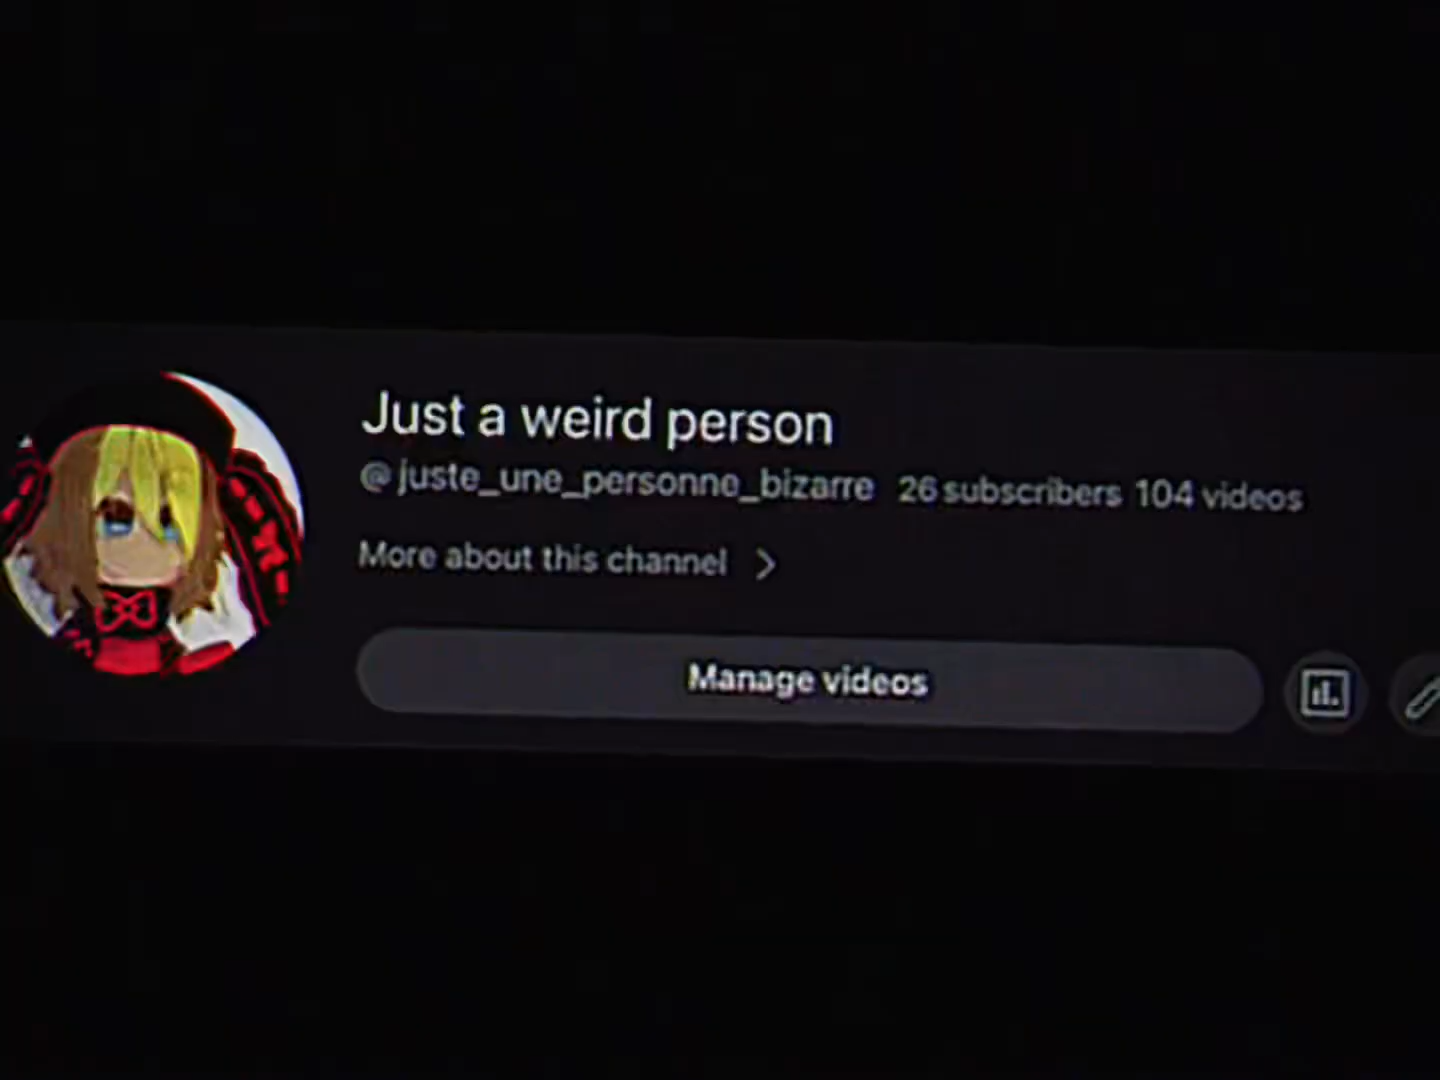 Just a weird person
@juste_une_personne_bizarre 26 subscribers 104 videos
More about this channel >
Manage videos